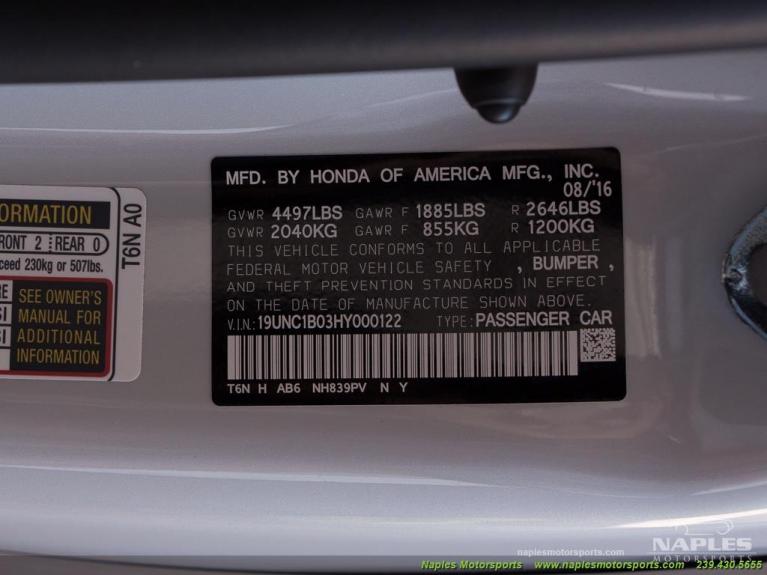 MFD. BY HONDA OF AMERICA MFG., INC.
08/'16
GVWR 4497LBS GAWR F 1885LBS R 2646LBS
GVWR 2040KG GAWR F 855KG R 1200KG
THIS VEHICLE CONFORMS TO ALL APPLICABLE
FEDERAL MOTOR VEHICLE SAFETY , BUMPER ,
AND THEFT PREVENTION STANDARDS IN EFFECT
ON THE DATE OF MANUFACTURE SHOWN ABOVE.
V.I.N.: 19UNC1B03HY000122 TYPE: PASSENGER CAR
T6N H AB6 NH839PV N Y
ORMATION
RONT 2 REAR 0
ceed 230kg or 507lbs.
RE
SI
SI
SEE OWNER'S
MANUAL FOR
ADDITIONAL
INFORMATION
T6N A0
NAPLES
MOTORSPORTS
naplesmotorsports.com
Naples Motorsports www.naplesmotorsports.com 239.430.5655